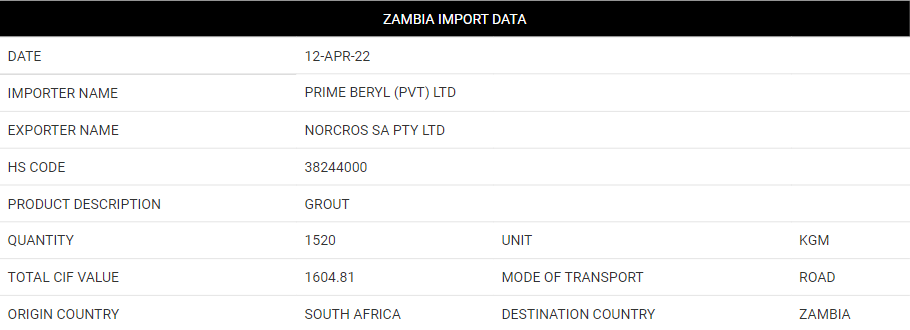 ZAMBIA IMPORT DATA
DATE 12-APR-22
IMPORTER NAME PRIME BERYL (PVT) LTD
EXPORTER NAME NORCROS SA PTY LTD
HS CODE 38244000
PRODUCT DESCRIPTION GROUT
QUANTITY 1520 UNIT KGM
TOTAL CIF VALUE 1604.81 MODE OF TRANSPORT ROAD
ORIGIN COUNTRY SOUTH AFRICA DESTINATION COUNTRY ZAMBIA